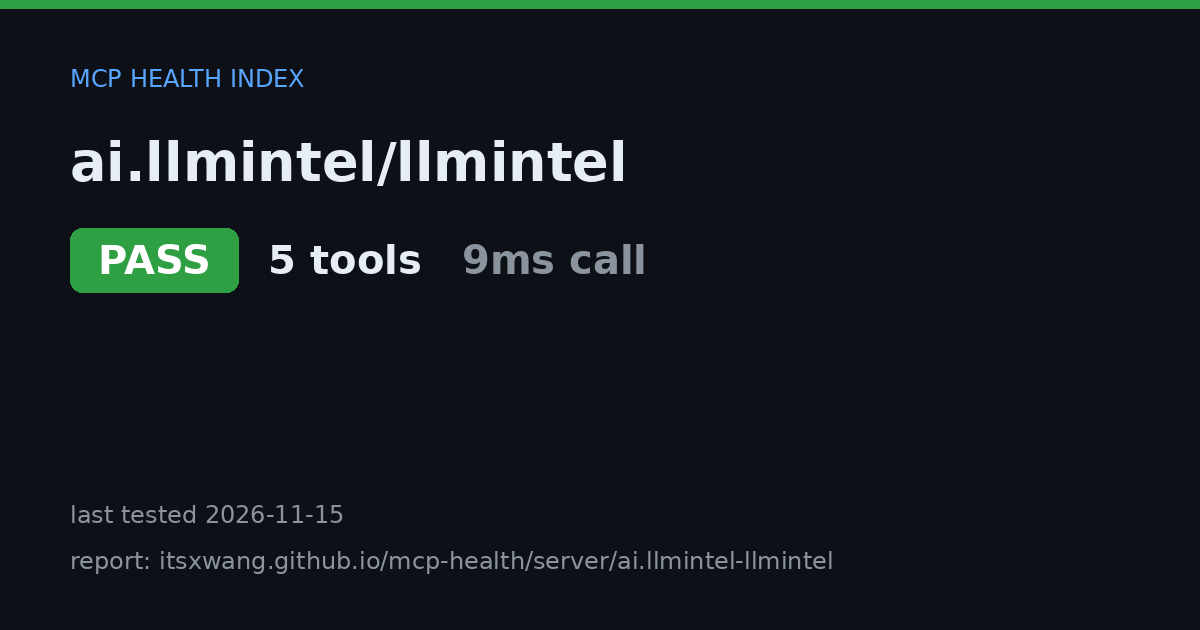 MCP HEALTH INDEX
ai.llmintel/llmintel
PASS 5 tools 9ms call
last tested 2026-11-15
report: itsxwang.github.io/mcp-health/server/ai.llmintel-llmintel